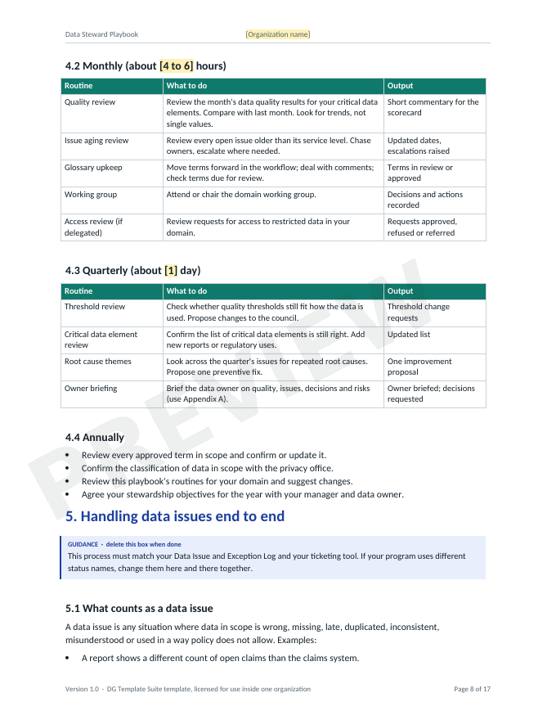 Data Steward Playbook [Organization name]
4.2 Monthly (about [4 to 6] hours)
Routine What to do Output
Quality review Review the month's data quality results for your critical data Short commentary for the
elements. Compare with last month. Look for trends, not scorecard
single values.
Issue aging review Review every open issue older than its service level. Chase Updated dates,
owners, escalate where needed. escalations raised
Glossary upkeep Move terms forward in the workflow; deal with comments; Terms in review or
check terms due for review. approved
Working group Attend or chair the domain working group. Decisions and actions
recorded
Access review (if Review requests for access to restricted data in your Requests approved,
delegated) domain. refused or referred
4.3 Quarterly (about [1] day)
Routine What to do Output
Threshold review Check whether quality thresholds still fit how the data is Threshold change
used. Propose changes to the council. requests
Critical data element Confirm the list of critical data elements is still right. Add Updated list
review new reports or regulatory uses.
Root cause themes Look across the quarter's issues for repeated root causes. One improvement
Propose one preventive fix. proposal
Owner briefing Brief the data owner on quality, issues, decisions and risks Owner briefed; decisions
(use Appendix A). requested
4.4 Annually
• Review every approved term in scope and confirm or update it.
• Confirm the classification of data in scope with the privacy office.
• Review this playbook's routines for your domain and suggest changes.
• Agree your stewardship objectives for the year with your manager and data owner.
PREVIEW
5. Handling data issues end to end
GUIDANCE - delete this box when done
This process must match your Data Issue and Exception Log and your ticketing tool. If your program uses different
status names, change them here and there together.
5.1 What counts as a data issue
A data issue is any situation where data in scope is wrong, missing, late, duplicated, inconsistent,
misunderstood or used in a way policy does not allow. Examples:
• A report shows a different count of open claims than the claims system.
Version 1.0 - DG Template Suite template, licensed for use inside one organization Page 8 of 17